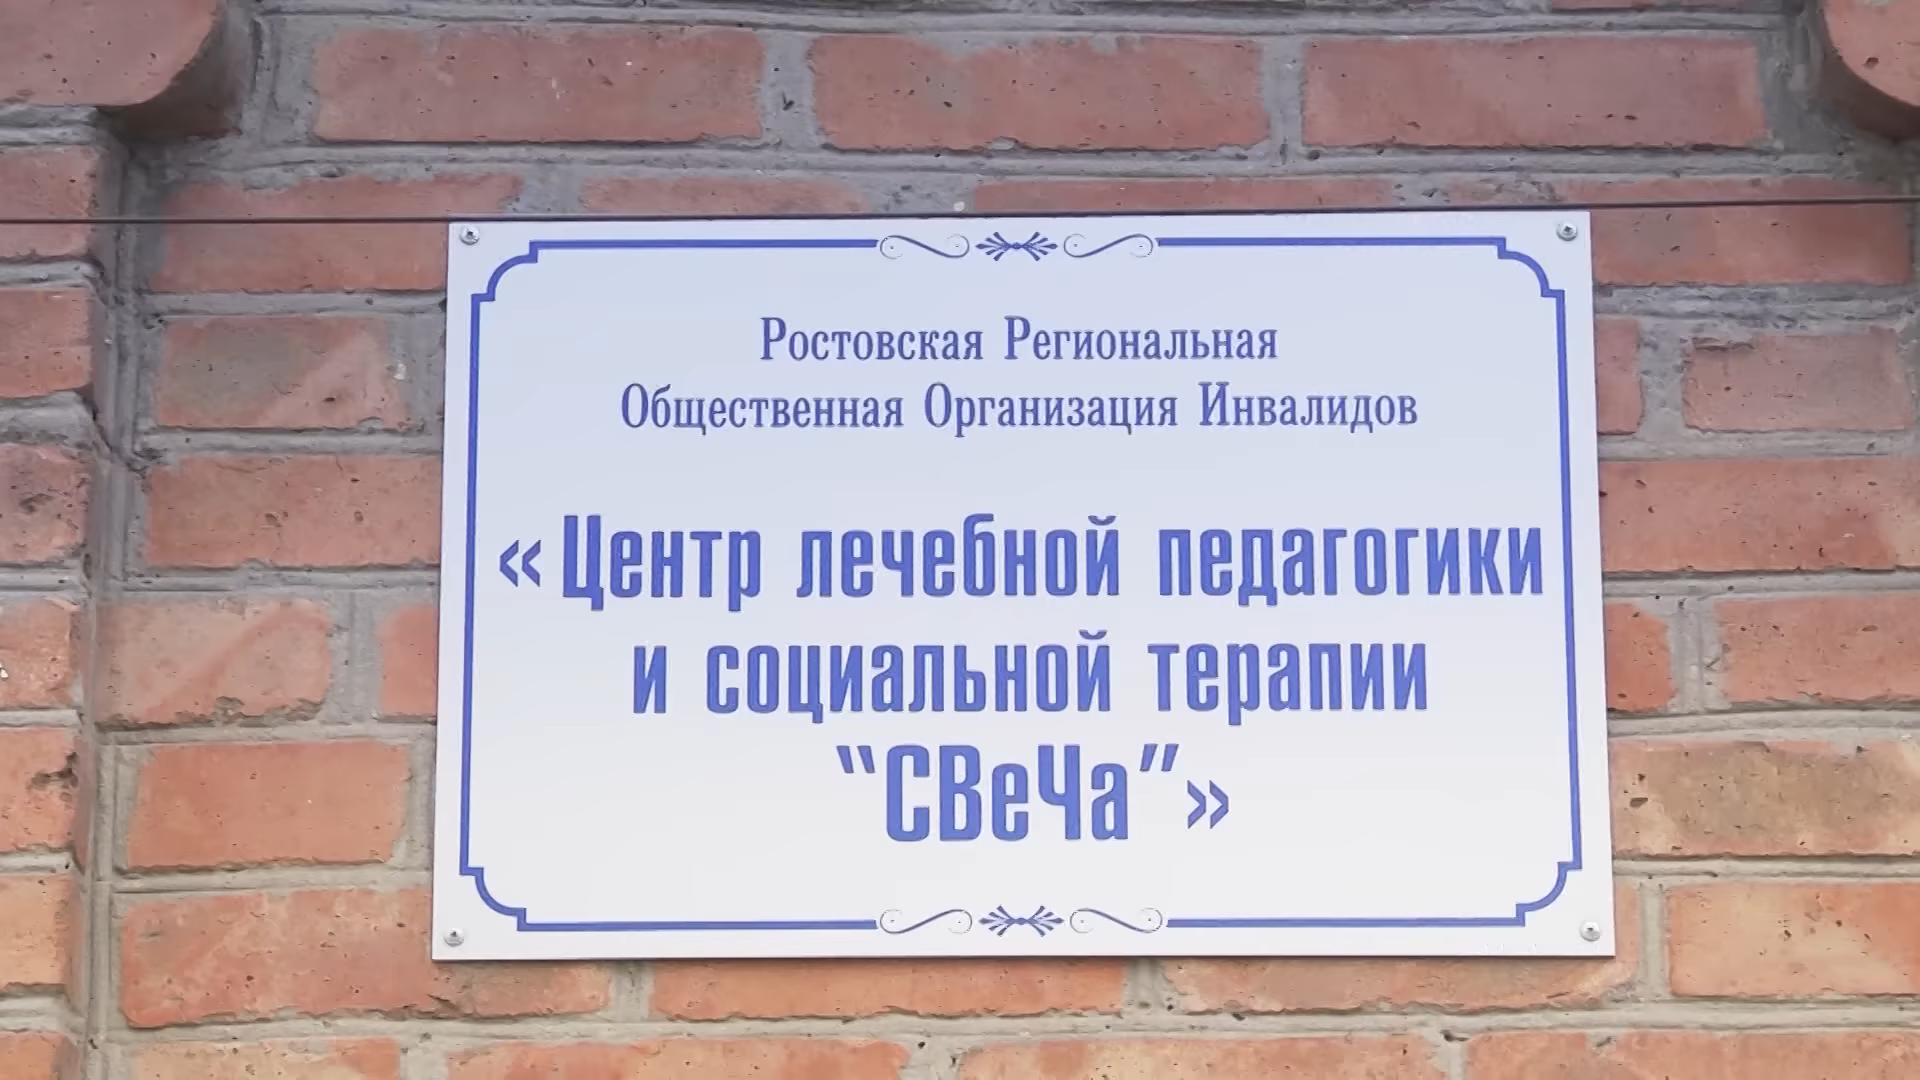 Ростовская Региональная
Общественная Организация Инвалидов
«Центр лечебной педагогики
и социальной терапии
“СВеЧа”»